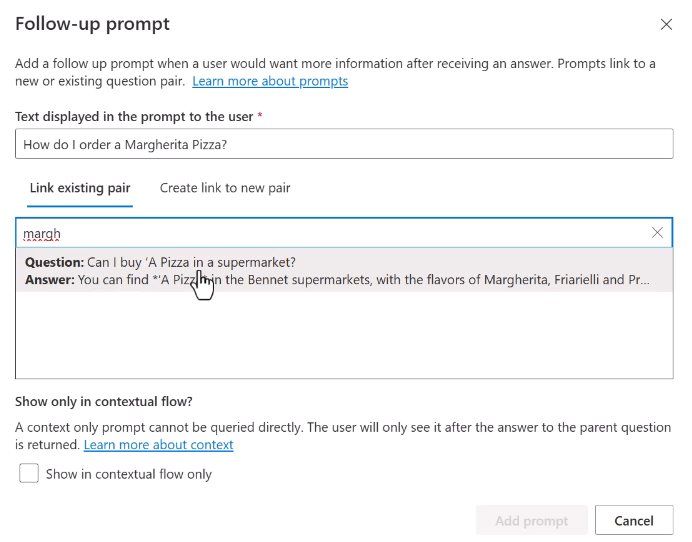 Follow-up prompt
Add a follow up prompt when a user would want more information after receiving an answer. Prompts link to a
new or existing question pair. Learn more about prompts
Text displayed in the prompt to the user *
How do I order a Margherita Pizza?
Link existing pair Create link to new pair
margh
Question: Can I buy 'A Pizza in a supermarket?
Answer: You can find *'A Pizz in the Bennet supermarkets, with the flavors of Margherita, Friarielli and Pr...
Show only in contextual flow?
A context only prompt cannot be queried directly. The user will only see it after the answer to the parent question
is returned. Learn more about context
Show in contextual flow only
Add prompt Cancel